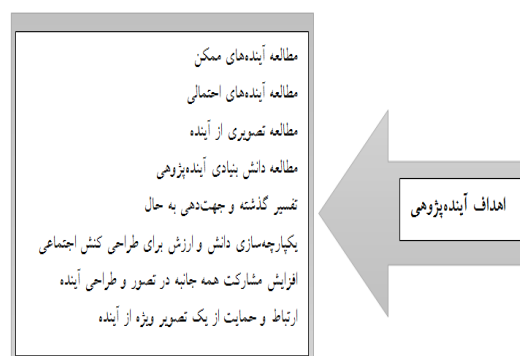 مطالعه آینده‌های ممکن
مطالعه آینده‌های احتمالی
مطالعه تصویری از آینده
مطالعه دانش بنیادی آینده‌پژوهی
تفسیر گذشته و جهت‌دهی به حال
یکپارچه‌سازی دانش و ارزش برای طراحی کنش اجتماعی
افزایش مشارکت همه جانبه در تصور و طراحی آینده
ارتباط و حمایت از یک تصویر ویژه از آینده
اهداف آینده‌پژوهی